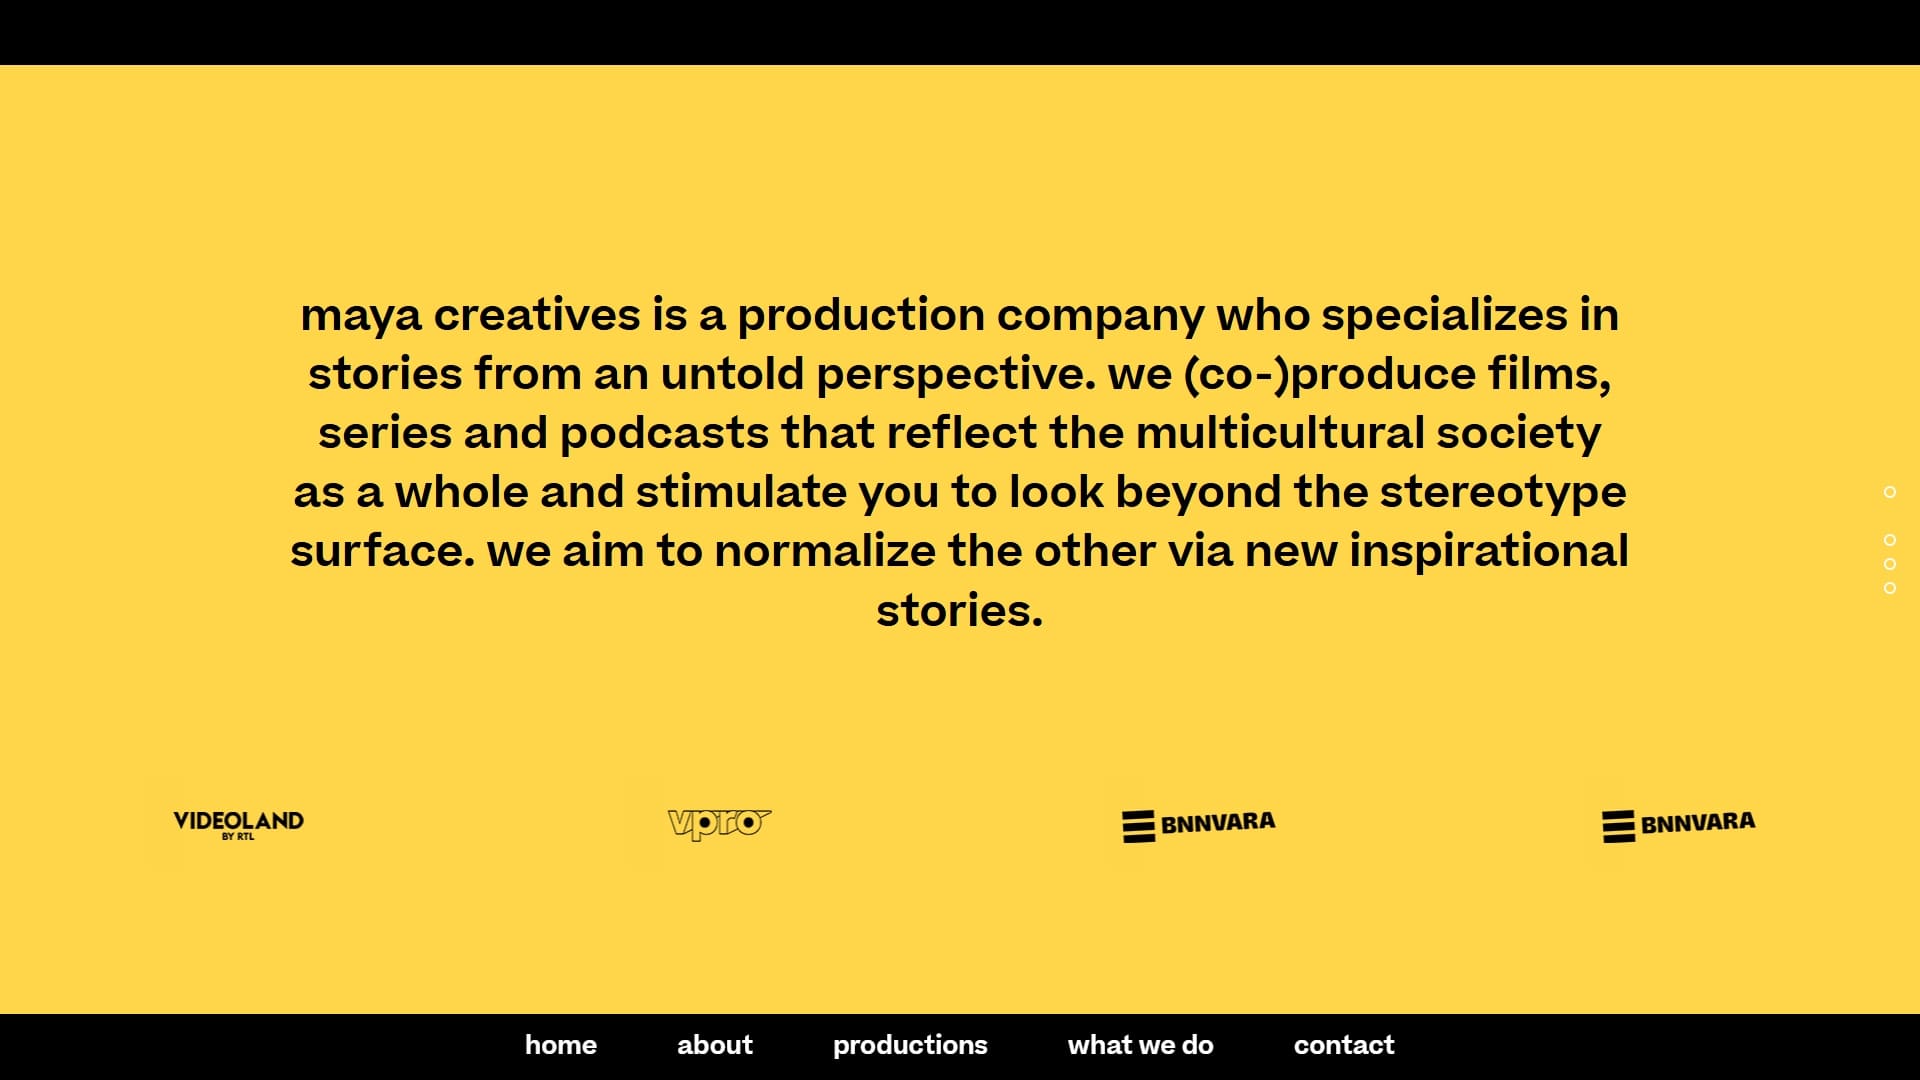 maya creatives is a production company who specializes in
stories from an untold perspective. we (co-)produce films,
series and podcasts that reflect the multicultural society
as a whole and stimulate you to look beyond the stereotype
surface. we aim to normalize the other via new inspirational
stories.
VIDEOLAND
BY RTL
vpro
BNNVARA
BNNVARA
home about productions what we do contact